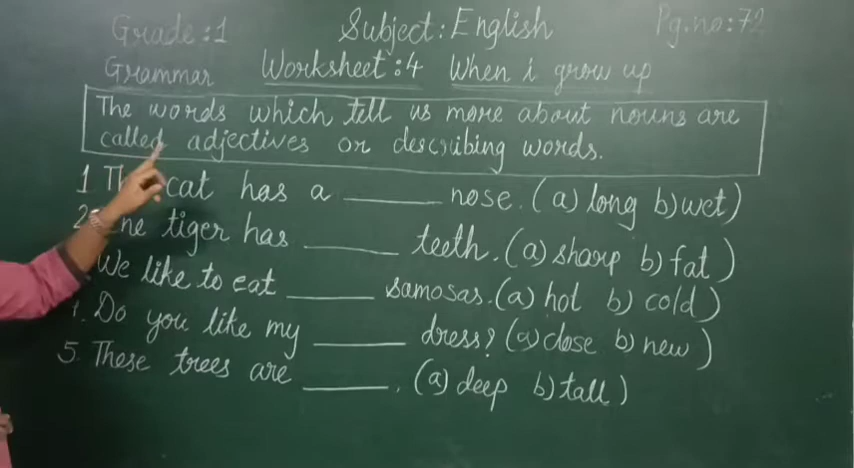 Grade:1 Subject: English Pg.no:72
Grammar Worksheet:4 When i grow up
The words which tell us more about nouns are
called adjectives or describing words.
1 cat has a ______ nose. (a) long b) wet)
2 tiger has ______ teeth. (a) sharp b) fat)
We like to eat ______ samosas. (a) hot b) cold)
4. Do you like my ______ dress? (a) close b) new)
5. These trees are ______. (a) deep b) tall)